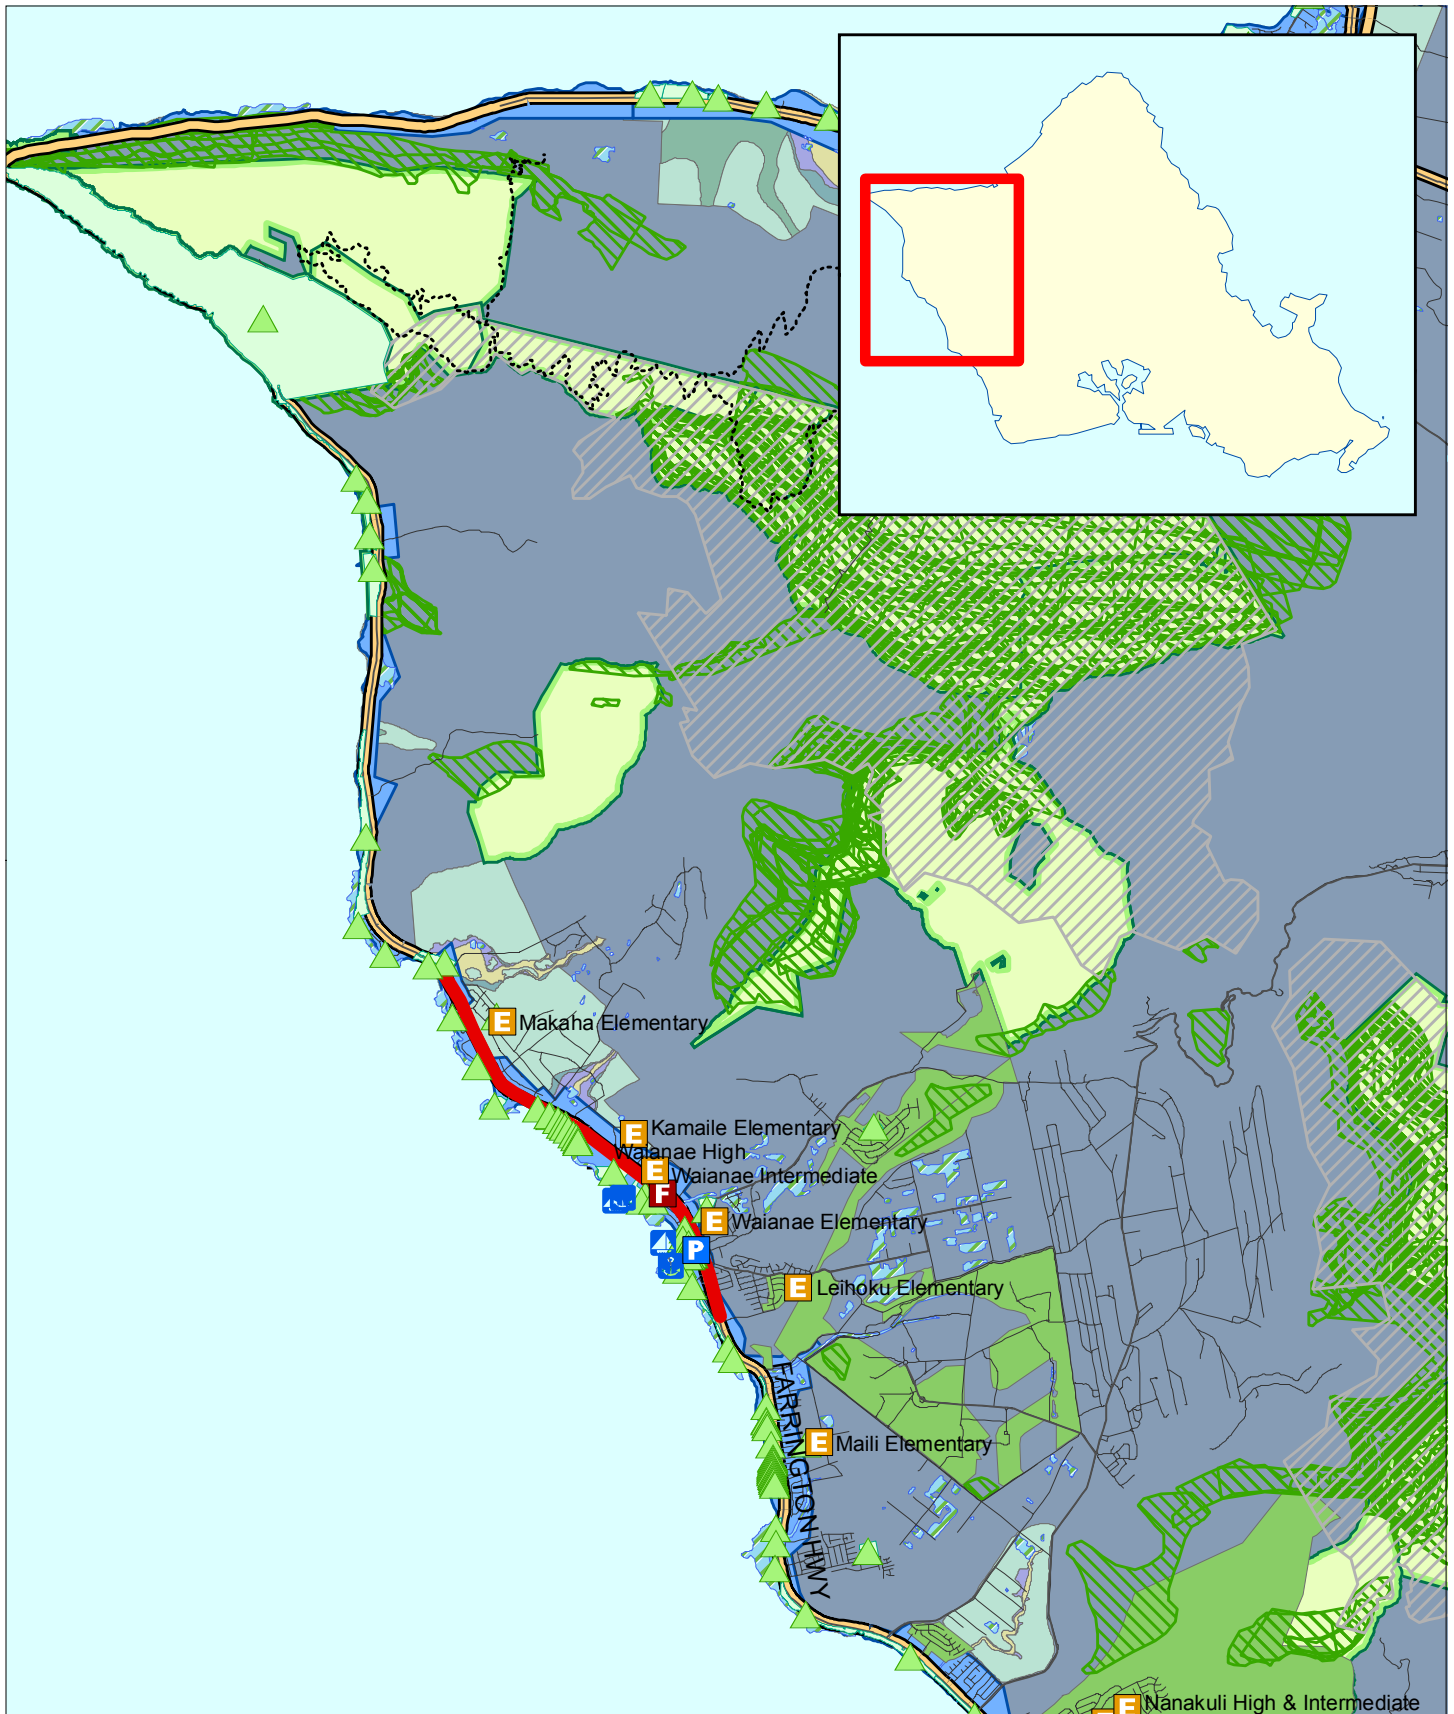 E Makaha Elementary
E Kamaile Elementary
Waianae High
E
Waianae Intermediate
F
E Waianae Elementary
P
E Leihoku Elementary
FARRINGTON HWY
E Maili Elementary
E Nanakuli High & Intermediate